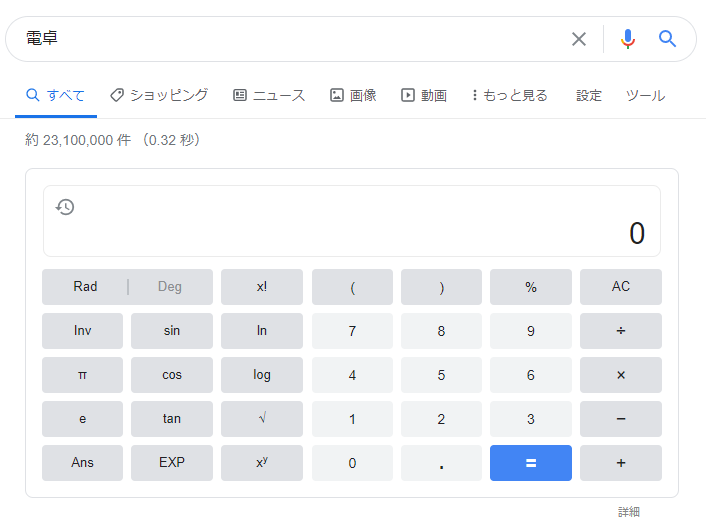 電卓
すべて ショッピング ニュース 画像 動画 もっと見る 設定 ツール
約 23,100,000 件 （0.32 秒）
0
Rad | Deg x! ( ) % AC
Inv sin ln 7 8 9 ÷
π cos log 4 5 6 ×
e tan √ 1 2 3 −
Ans EXP xʸ 0 . = +
詳細